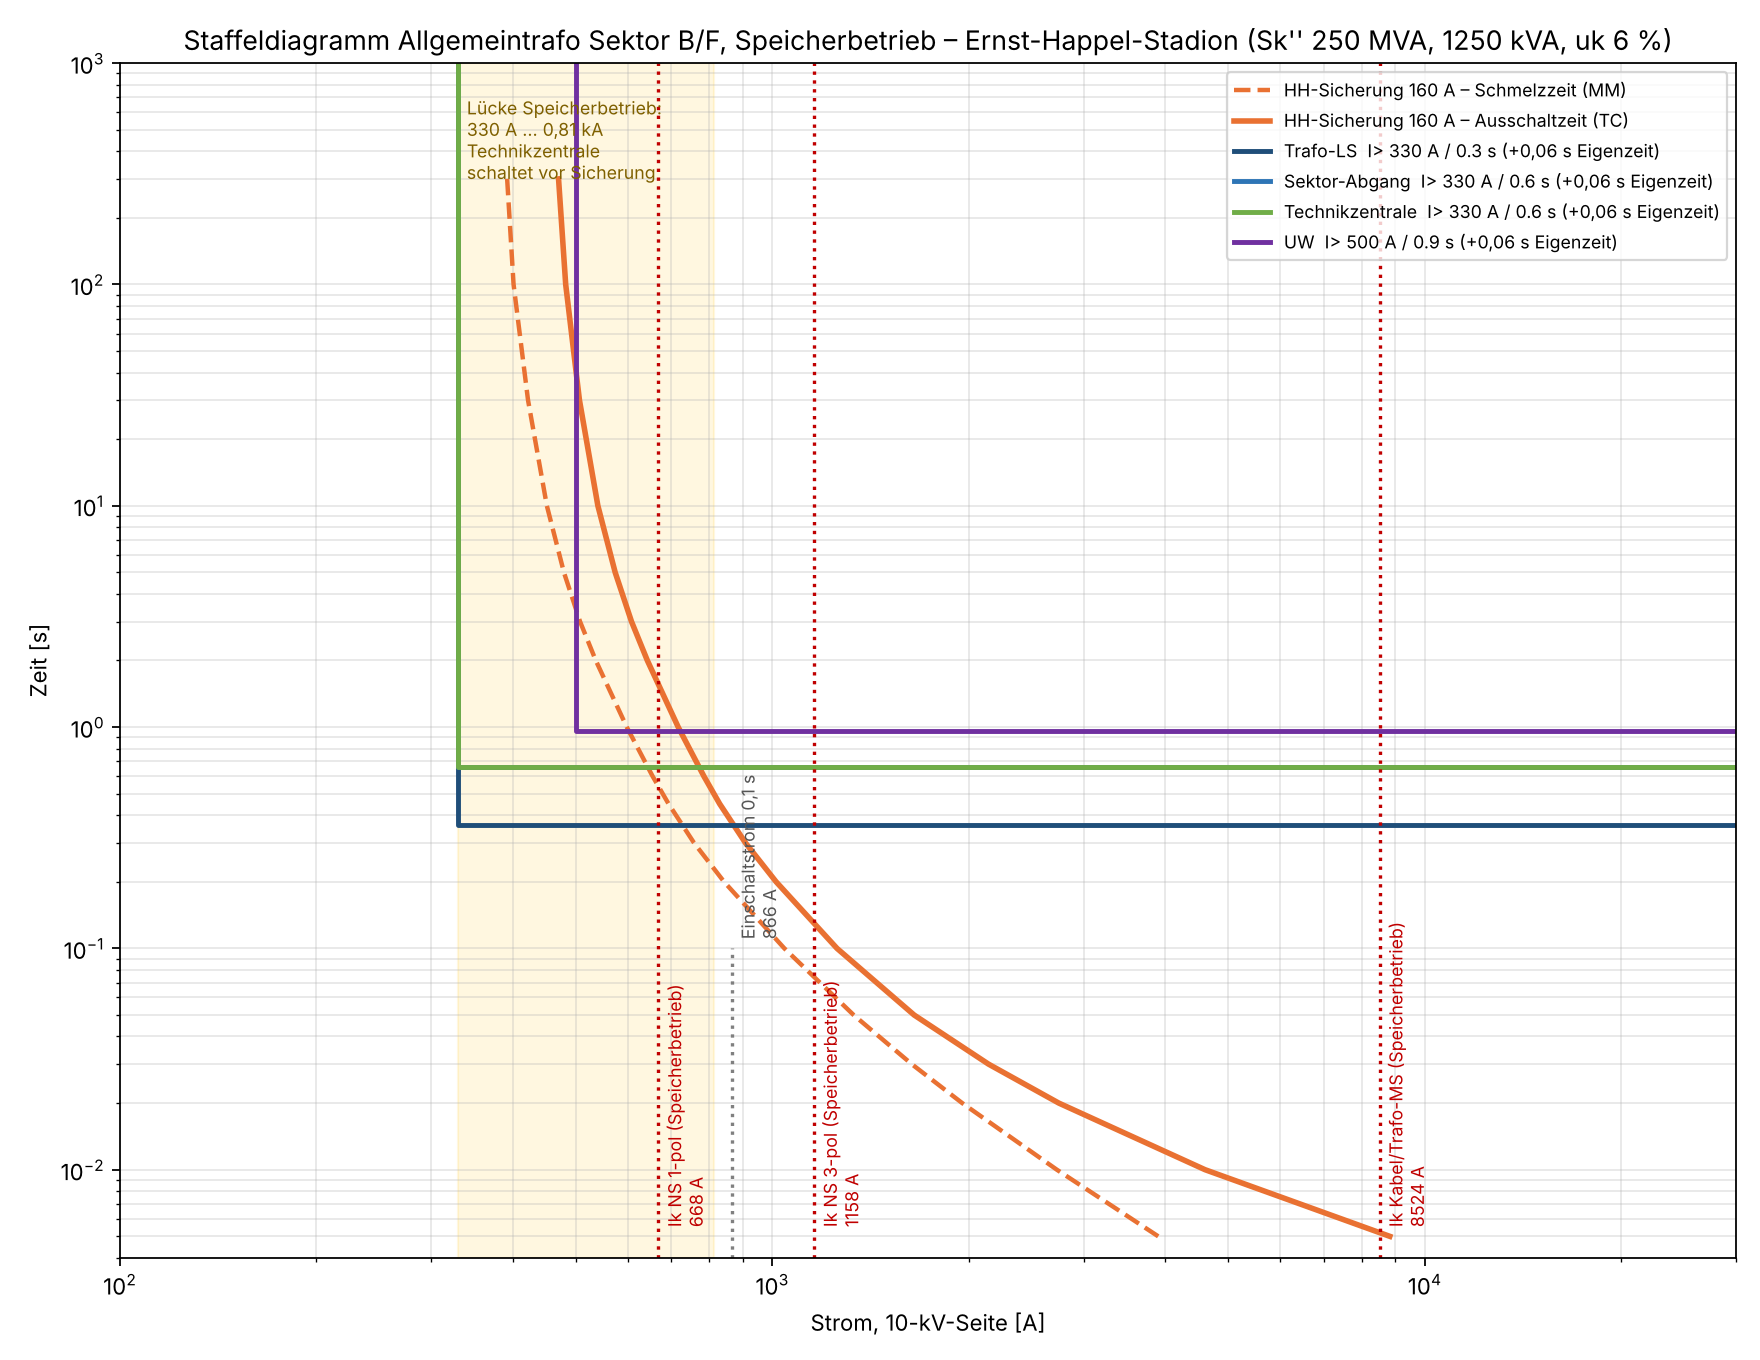 Staffeldiagramm Allgemeintrafo Sektor B/F, Speicherbetrieb – Ernst-Happel-Stadion (Sk'' 250 MVA, 1250 kVA, uk 6 %)
10³
10²
10¹
10⁰
10⁻¹
10⁻²
Zeit [s]
Lücke Speicherbetrieb:
330 A ... 0,81 kA
Technikzentrale
schaltet vor Sicherung
HH-Sicherung 160 A – Schmelzzeit (MM)
HH-Sicherung 160 A – Ausschaltzeit (TC)
Trafo-LS I> 330 A / 0.3 s (+0,06 s Eigenzeit)
Sektor-Abgang I> 330 A / 0.6 s (+0,06 s Eigenzeit)
Technikzentrale I> 330 A / 0.6 s (+0,06 s Eigenzeit)
UW I> 500 A / 0.9 s (+0,06 s Eigenzeit)
Einschaltstrom 0,1 s
866 A
Ik NS 1-pol (Speicherbetrieb)
668 A
Ik NS 3-pol (Speicherbetrieb)
1158 A
Ik Kabel/Trafo-MS (Speicherbetrieb)
8524 A
10²
10³
10⁴
Strom, 10-kV-Seite [A]